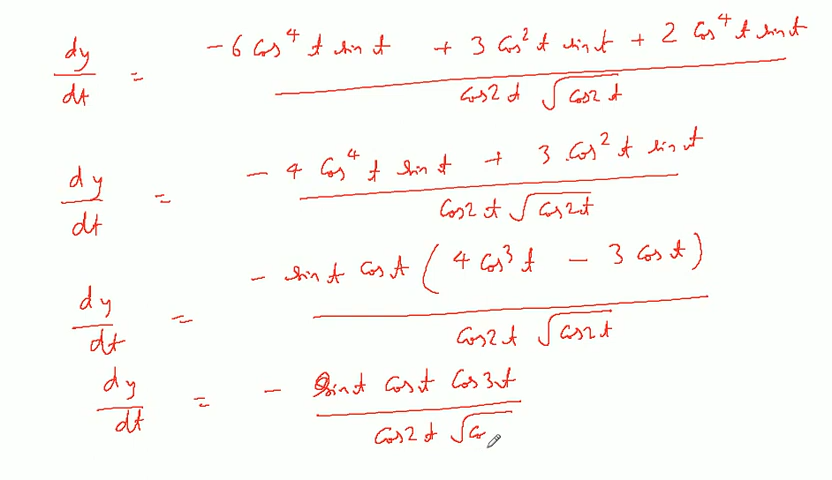 dy/dt = (- 6 cos⁴ t sin t + 3 cos² t sin t + 2 cos⁴ t sin t) / (cos2t √cos2t)
dy/dt = (- 4 cos⁴ t sin t + 3 . cos² t sin t) / (cos2t √cos2t)
dy/dt = - sin t cos t (4 cos³ t - 3 cos t) / (cos2t √cos2t)
dy/dt = - sin t cos t cos3t / (cos2t √co